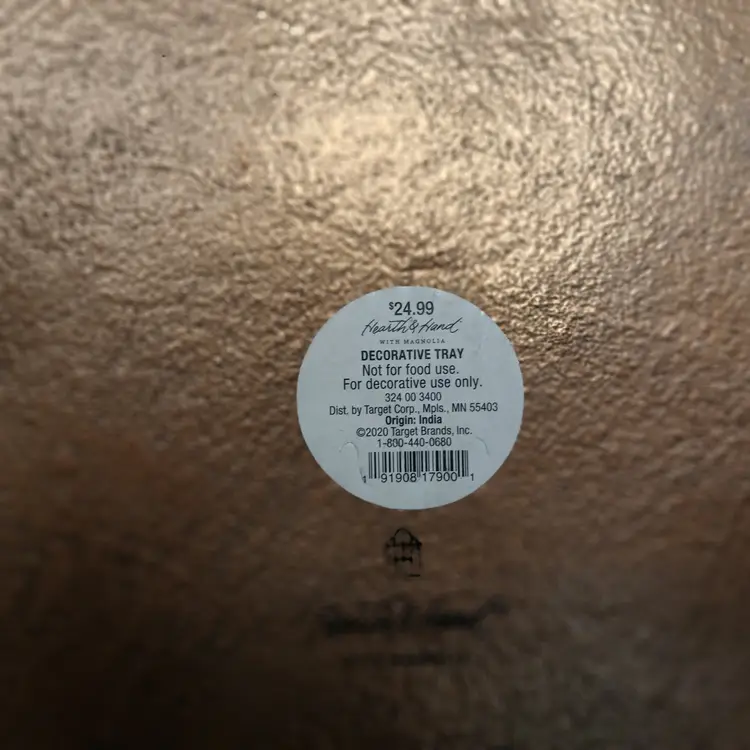 $24.99
Hearth & Hand
WITH MAGNOLIA
DECORATIVE TRAY
Not for food use.
For decorative use only.
324 00 3400
Dist. by Target Corp., Mpls., MN 55403
Origin: India
©2020 Target Brands, Inc.
1-800-440-0680
1 91908 17900 1